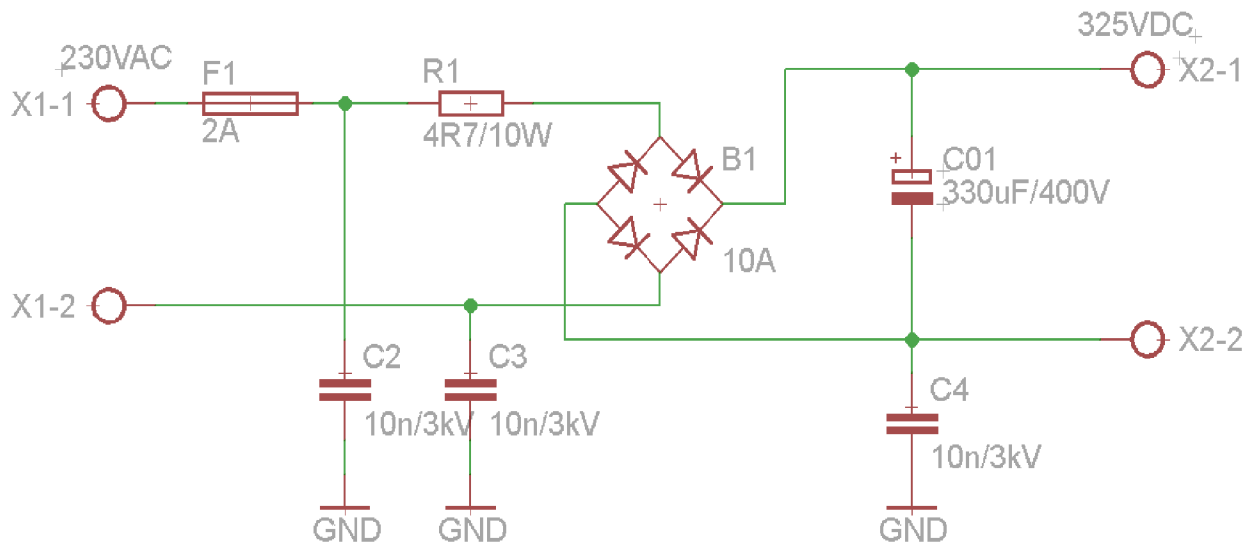 325VDC
230VAC
F1
R1
X1-1
X2-1
2A
4R7/10W
B1
C01
330uF/400V
10A
X1-2
X2-2
C2
C3
C4
10n/3kV
10n/3kV
10n/3kV
GND
GND
GND